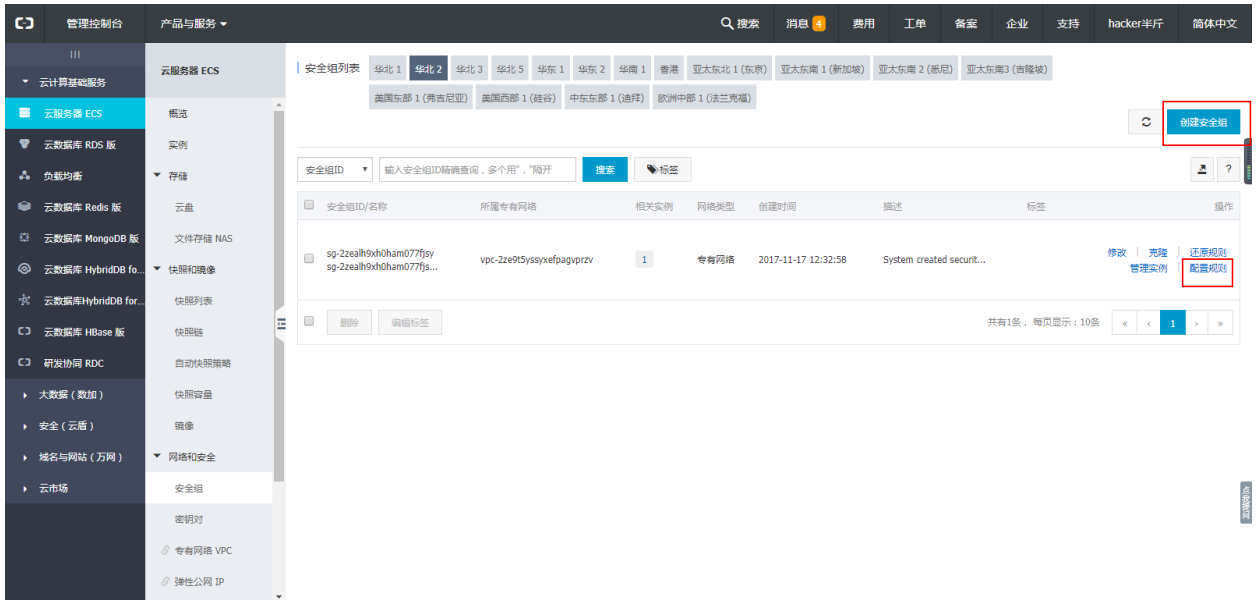 管理控制台 产品与服务 搜索 消息 4 费用 工单 备案 企业 支持 hacker半斤 简体中文
云计算基础服务
云服务器 ECS
云数据库 RDS 版
负载均衡
云数据库 Redis 版
云数据库 MongoDB 版
云数据库 HybridDB fo...
云数据库HybridDB for...
云数据库 HBase 版
研发协同 RDC
大数据 ( 数加 )
安全 ( 云盾 )
域名与网站 ( 万网 )
云市场
云服务器 ECS
概览
实例
存储
云盘
文件存储 NAS
快照和镜像
快照列表
快照链
自动快照策略
快照容量
镜像
网络和安全
安全组
密钥对
专有网络 VPC
弹性公网 IP
安全组列表 华北 1 华北 2 华北 3 华北 5 华东 1 华东 2 华南 1 香港 亚太东北 1 (东京) 亚太东南 1 (新加坡) 亚太东南 2 (悉尼) 亚太东南3 (吉隆坡)
美国东部 1 (弗吉尼亚) 美国西部 1 (硅谷) 中东东部 1 (迪拜) 欧洲中部 1 (法兰克福)
创建安全组
安全组ID 输入安全组ID精确查询，多个用","隔开 搜索 标签 ?
安全组ID/名称 所属专有网络 相关实例 网络类型 创建时间 描述 标签 操作
sg-2zealh9xh0ham077fjsy
sg-2zealh9xh0ham077fjs...
vpc-2ze9t5yssyxefpagvprzv 1 专有网络 2017-11-17 12:32:58 System created securit...
修改 克隆 还原规则
管理实例 配置规则
删除 编辑标签 共有1条，每页显示：10条 « ‹ 1 › »
点我提问